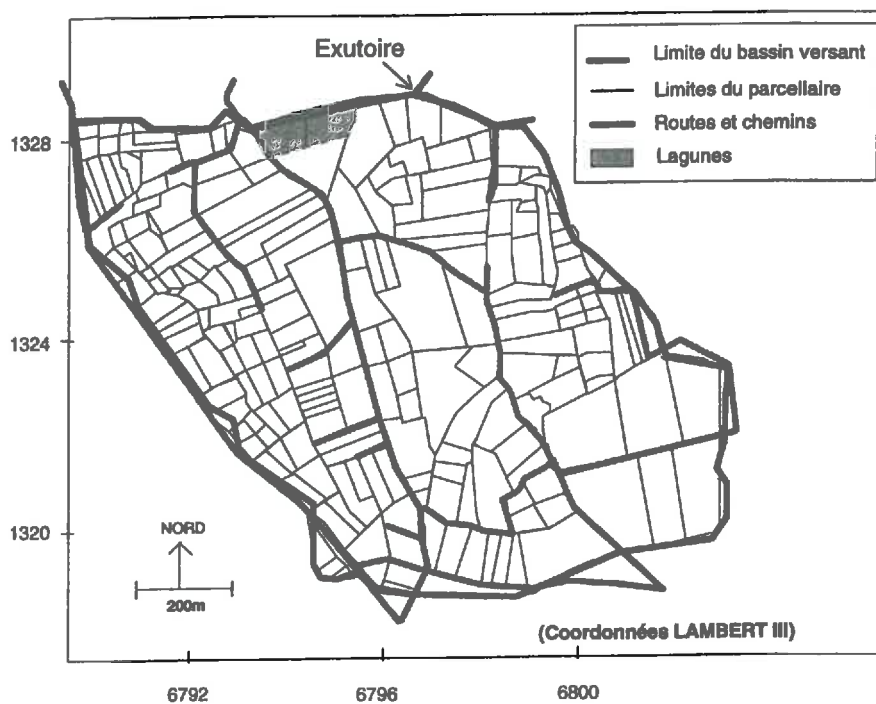 Exutoire
Limite du bassin versant
Limites du parcellaire
Routes et chemins
Lagunes
1328
1324
1320
NORD
200m
(Coordonnées LAMBERT III)
6792
6796
6800